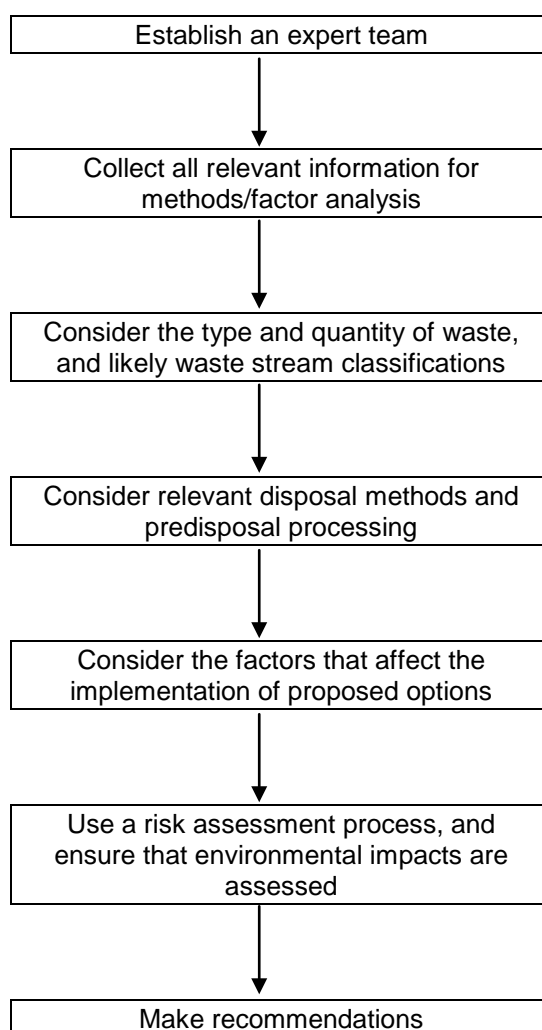 Establish an expert team
Collect all relevant information for
methods/factor analysis
Consider the type and quantity of waste,
and likely waste stream classifications
Consider relevant disposal methods and
predisposal processing
Consider the factors that affect the
implementation of proposed options
Use a risk assessment process, and
ensure that environmental impacts are
assessed
Make recommendations